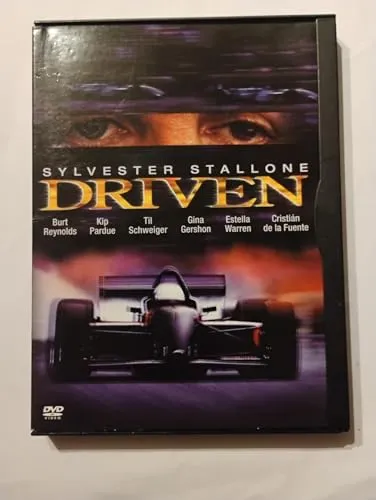 SYLVESTER STALLONE
DRIVEN
Burt Kip Til Gina Estella Cristián
Reynolds Pardue Schweiger Gershon Warren de la Fuente
DVD
VIDEO